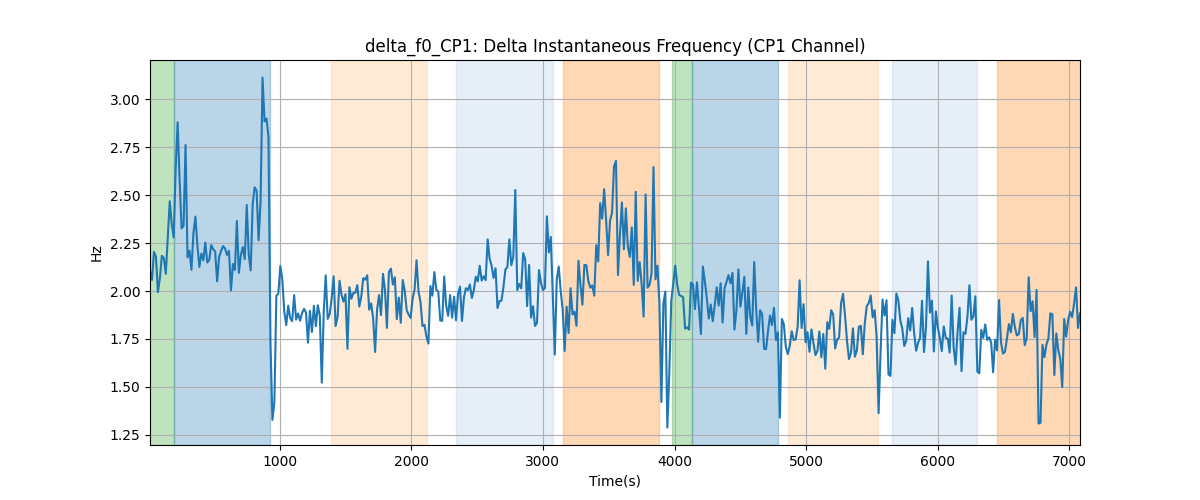 delta_f0_CP1: Delta Instantaneous Frequency (CP1 Channel)
3.00
2.75
2.50
2.25
2.00
1.75
1.50
1.25
Hz
1000 2000 3000 4000 5000 6000 7000
Time(s)